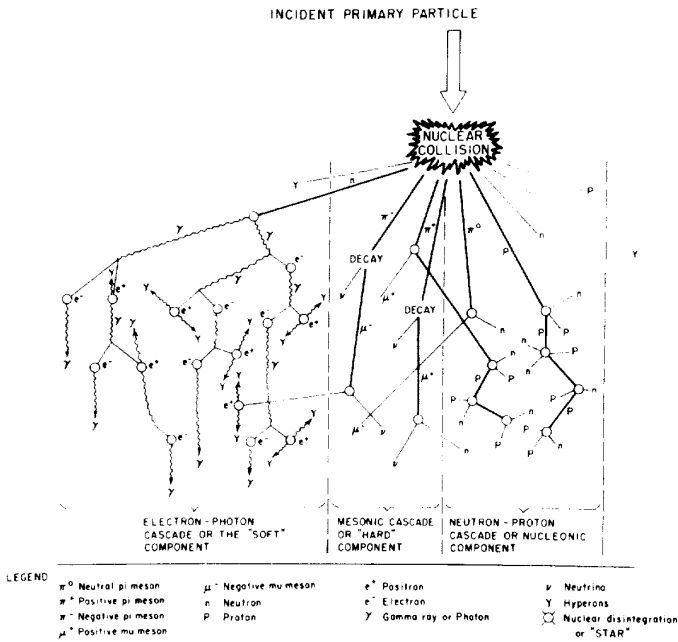 INCIDENT PRIMARY PARTICLE
NUCLEAR
COLLISION
Y
n
π⁻
π⁺
π⁰
P
P
n
Y
γ
γ
DECAY
e⁻
e⁻
e⁺
γ
γ
e⁺
e⁻
ν
μ⁺
μ⁻
DECAY
n
n
P
P
ν
μ⁺
e⁻
e⁺
γ
μ⁻
ν
ν
n
ELECTRON-PHOTON
CASCADE OR THE "SOFT"
COMPONENT
MESONIC CASCADE
OR "HARD"
COMPONENT
NEUTRON-PROTON
CASCADE OR NUCLEONIC
COMPONENT
LEGEND
π⁰ Neutral pi meson
π⁺ Positive pi meson
π⁻ Negative pi meson
μ⁺ Positive mu meson
μ⁻ Negative mu meson
n Neutron
P Proton
e⁺ Positron
e⁻ Electron
γ Gamma ray or Photon
ν Neutrino
Y Hyperons
Nuclear disintegration
or "STAR"